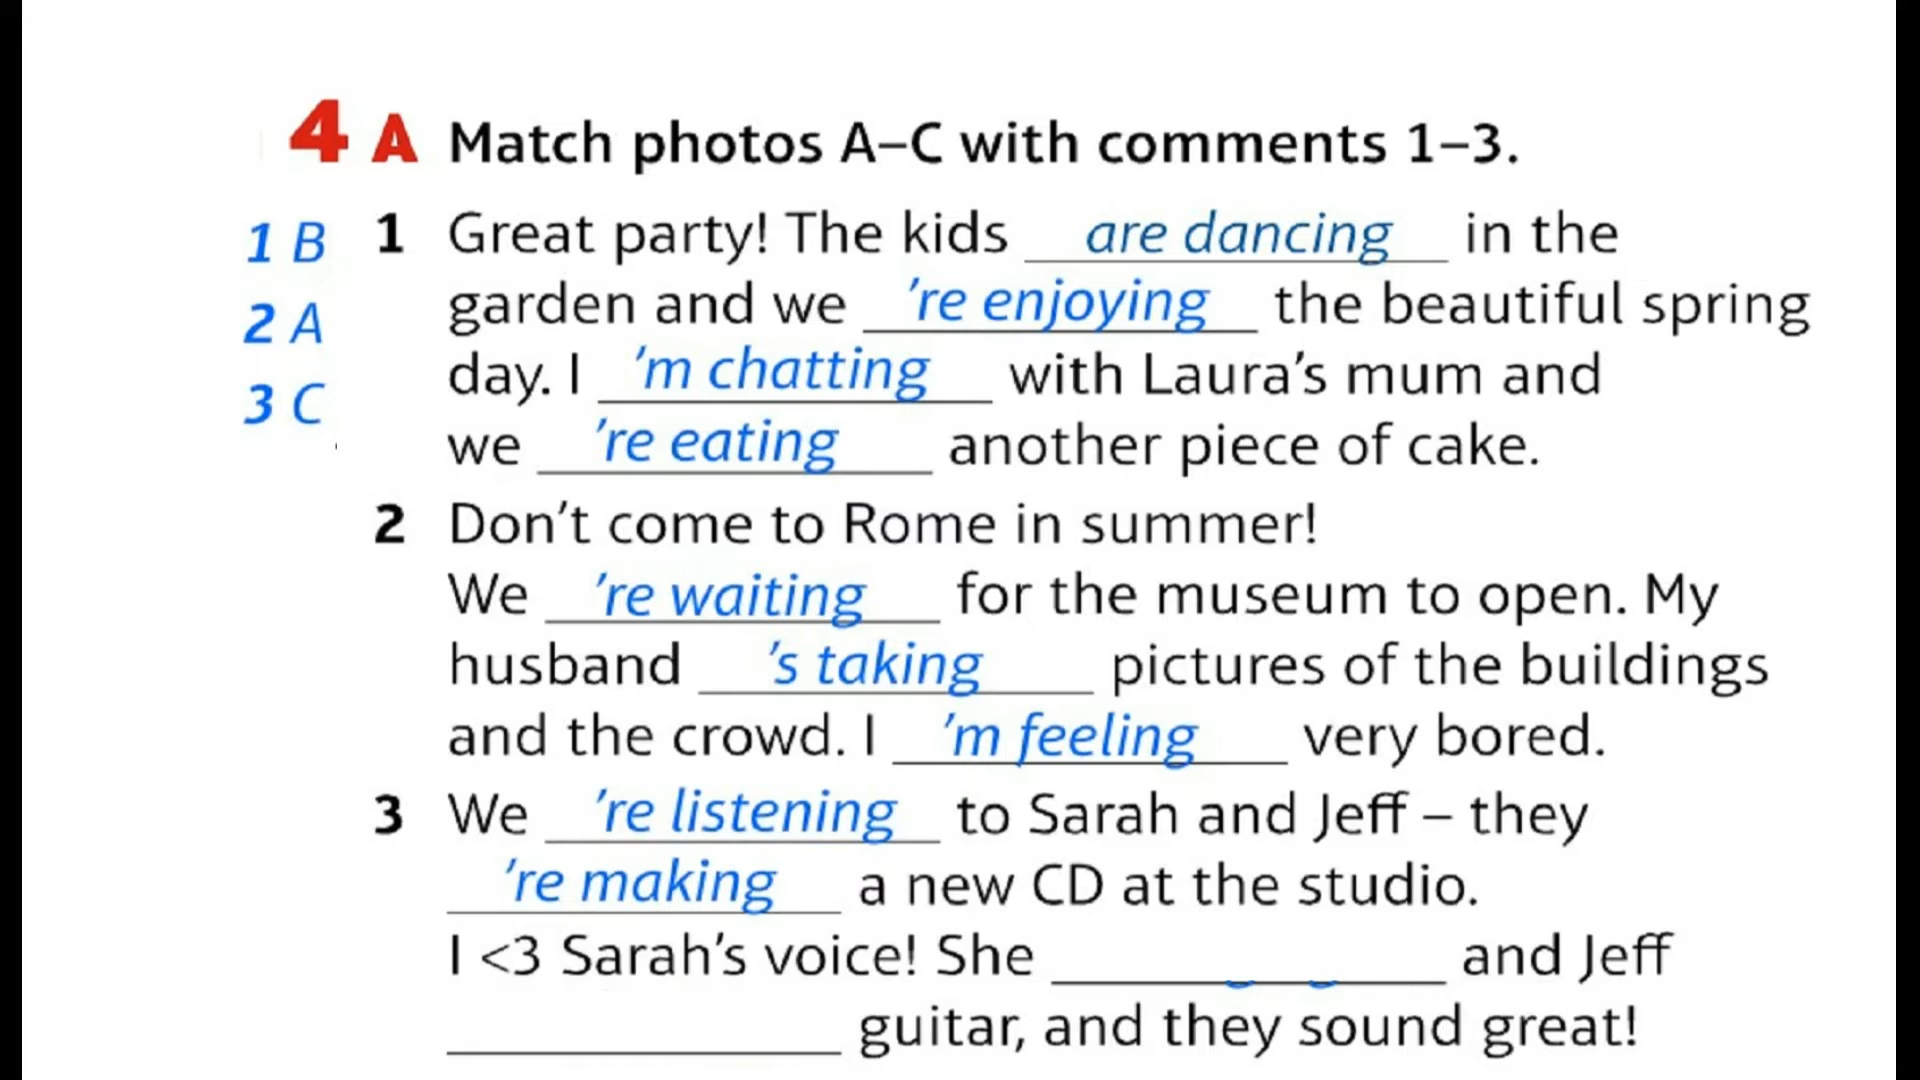 4 A Match photos A–C with comments 1–3.
1 B 1 Great party! The kids are dancing in the
2 A garden and we 're enjoying the beautiful spring
day. I 'm chatting with Laura's mum and
3 C we 're eating another piece of cake.
2 Don't come to Rome in summer!
We 're waiting for the museum to open. My
husband 's taking pictures of the buildings
and the crowd. I 'm feeling very bored.
3 We 're listening to Sarah and Jeff – they
're making a new CD at the studio.
I <3 Sarah's voice! She ____ and Jeff
____ guitar, and they sound great!